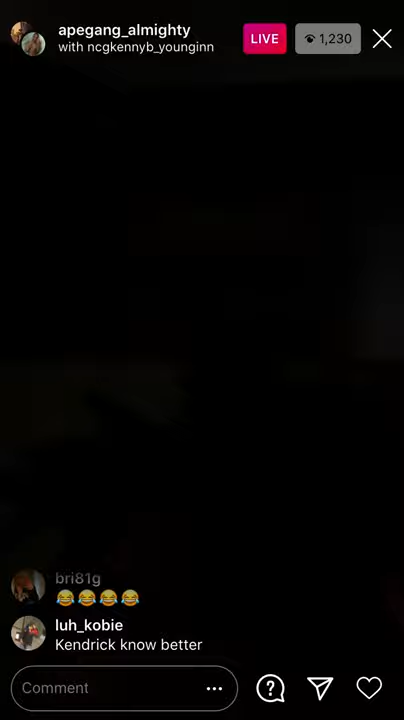 apegang_almighty
with ncgkennyb_younginn
LIVE
1,230
bri81g
😂😂😂😂
luh_kobie
Kendrick know better
Comment